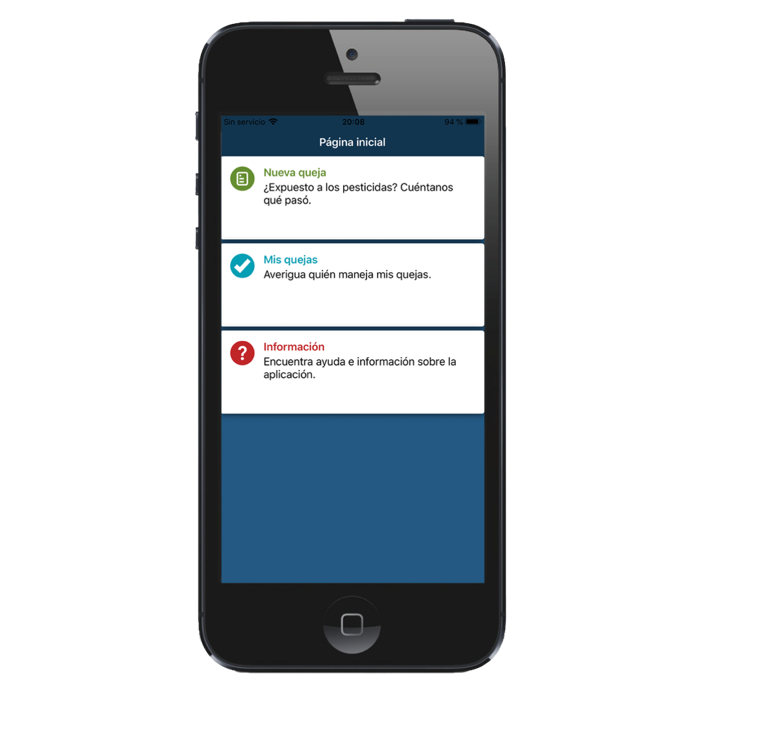 Sin servicio 20:08 94 %
Página inicial
Nueva queja
¿Expuesto a los pesticidas? Cuéntanos
qué pasó.
Mis quejas
Averigua quién maneja mis quejas.
Información
Encuentra ayuda e información sobre la
aplicación.